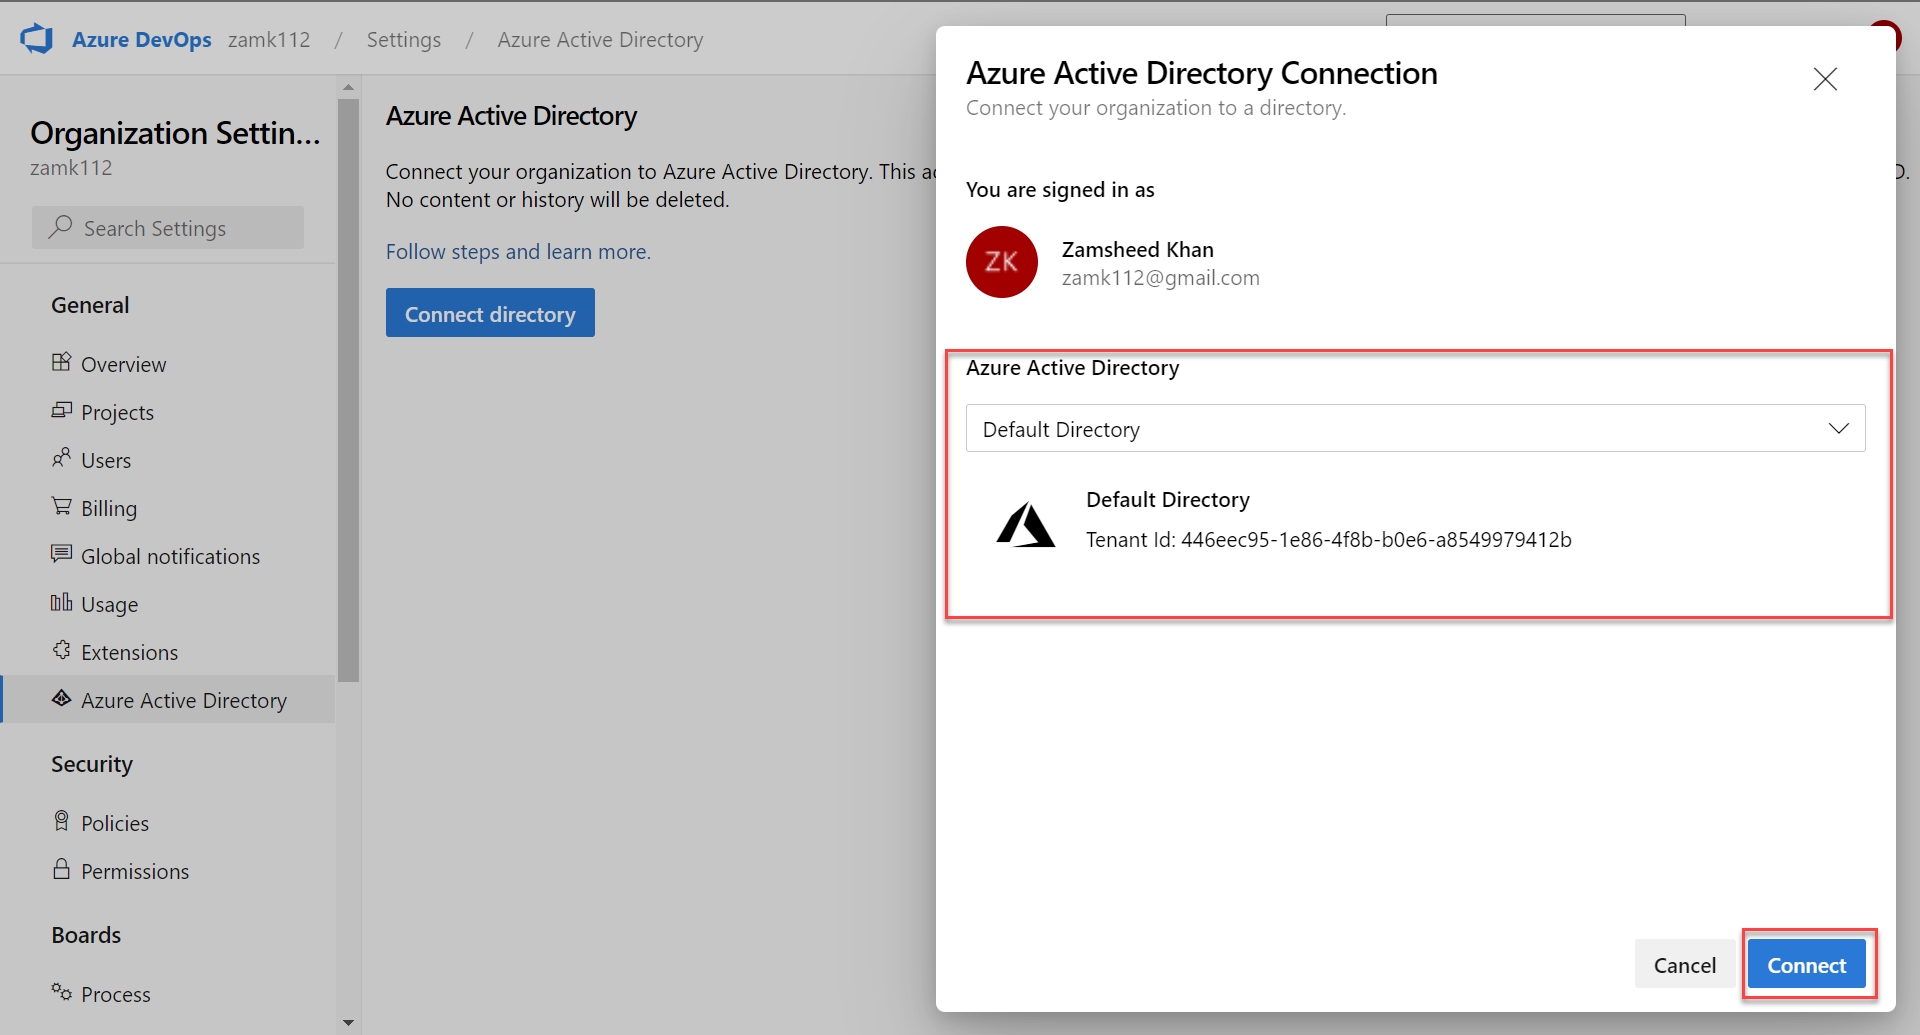 Azure DevOps zamk112 / Settings / Azure Active Directory
Organization Settin...
zamk112
Search Settings
General
Overview
Projects
Users
Billing
Global notifications
Usage
Extensions
Azure Active Directory
Security
Policies
Permissions
Boards
Process
Azure Active Directory
Connect your organization to Azure Active Directory. This
No content or history will be deleted.
Follow steps and learn more.
Connect directory
Azure Active Directory Connection
Connect your organization to a directory.
You are signed in as
ZK
Zamsheed Khan
zamk112@gmail.com
Azure Active Directory
Default Directory
Default Directory
Tenant Id: 446eec95-1e86-4f8b-b0e6-a8549979412b
Cancel
Connect